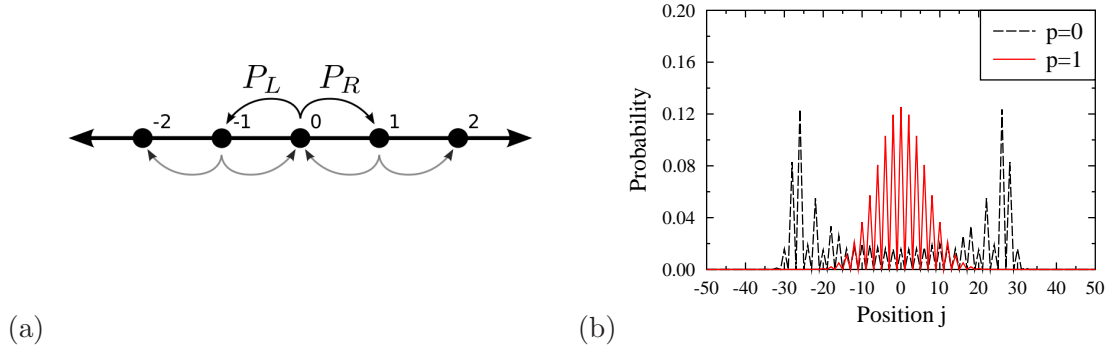 P_L P_R
-2 -1 0 1 2
(a)
0.20
0.16
0.12
0.08
0.04
0.00
Probability
p=0
p=1
-50 -40 -30 -20 -10 0 10 20 30 40 50
Position j
(b)